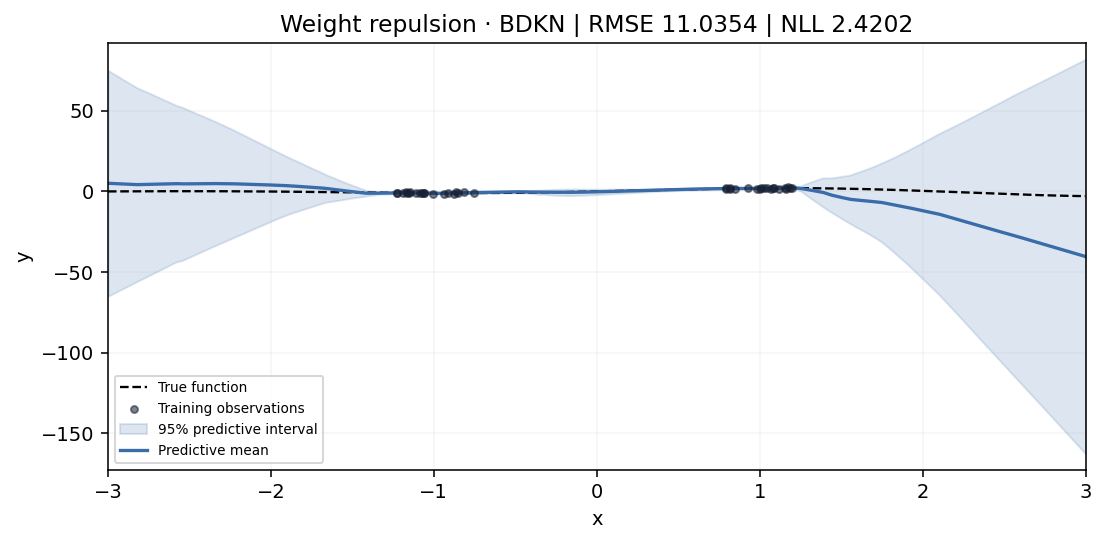 Weight repulsion · BDKN | RMSE 11.0354 | NLL 2.4202
50
0
−50
−100
−150
y
True function
Training observations
95% predictive interval
Predictive mean
−3
−2
−1
0
1
2
3
x